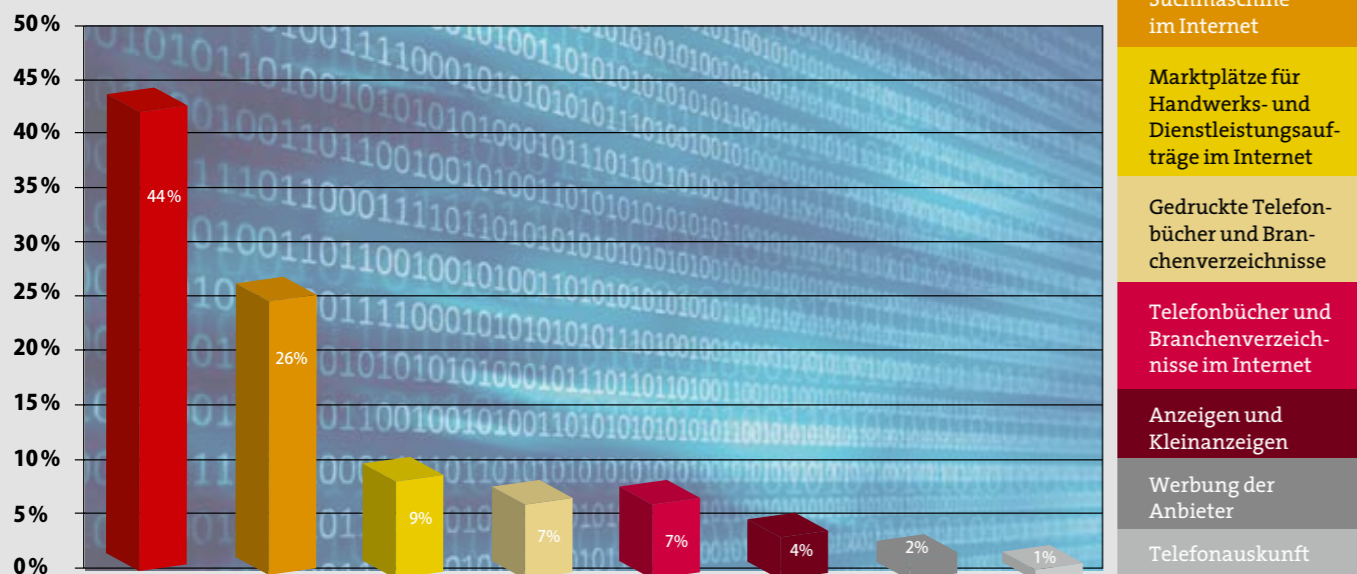 50%
45%
40%
35%
30%
25%
20%
15%
10%
5%
0%
44%
26%
9%
7%
7%
4%
2%
1%
Suchmaschine
im Internet
Marktplätze für
Handwerks- und
Dienstleistungsauf-
träge im Internet
Gedruckte Telefon-
bücher und Bran-
chenverzeichnisse
Telefonbücher und
Branchenverzeich-
nisse im Internet
Anzeigen und
Kleinanzeigen
Werbung der
Anbieter
Telefonauskunft